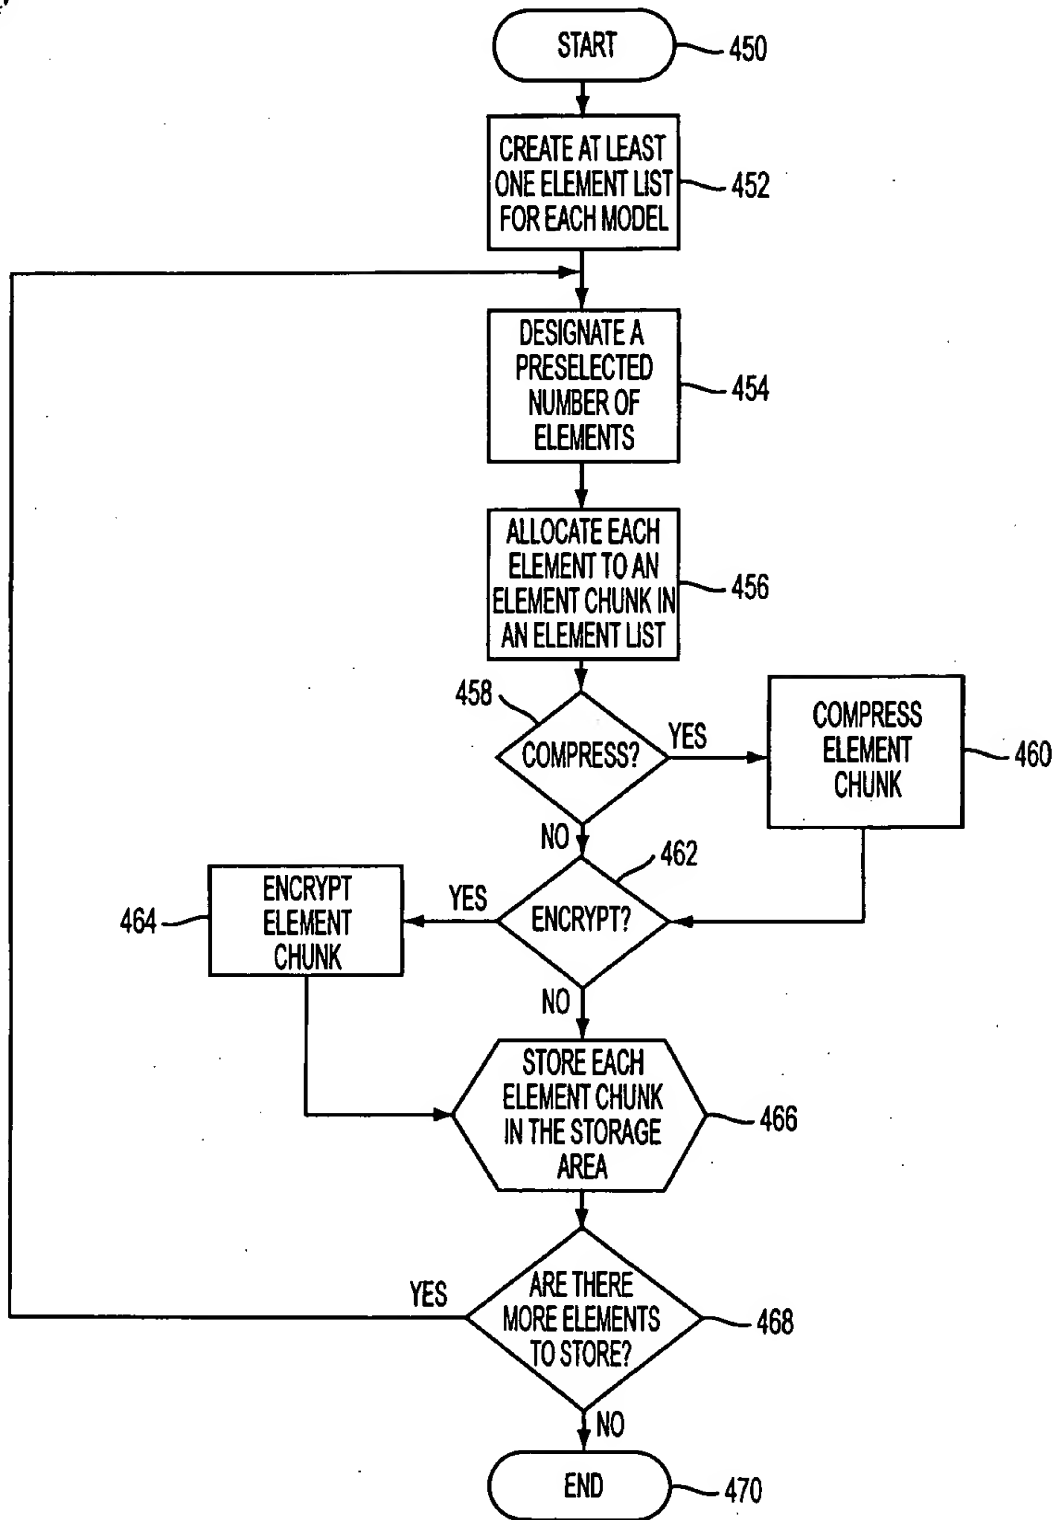 START
450
CREATE AT LEAST
ONE ELEMENT LIST
FOR EACH MODEL
452
DESIGNATE A
PRESELECTED
NUMBER OF
ELEMENTS
454
ALLOCATE EACH
ELEMENT TO AN
ELEMENT CHUNK IN
AN ELEMENT LIST
456
458
COMPRESS?
YES
COMPRESS
ELEMENT
CHUNK
460
NO
462
ENCRYPT?
YES
ENCRYPT
ELEMENT
CHUNK
464
NO
STORE EACH
ELEMENT CHUNK
IN THE STORAGE
AREA
466
ARE THERE
MORE ELEMENTS
TO STORE?
468
YES
NO
END
470